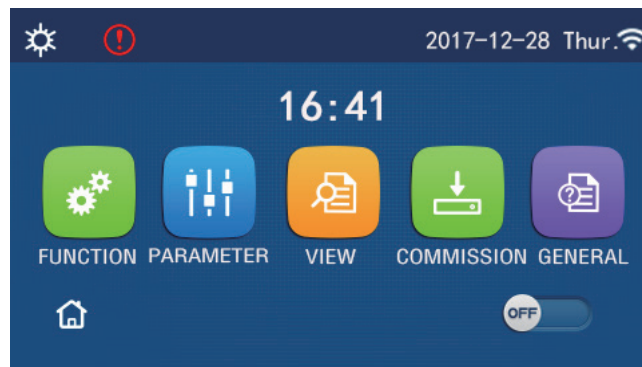 2017-12-28 Thur.
16:41
FUNCTION PARAMETER VIEW COMMISSION GENERAL
OFF